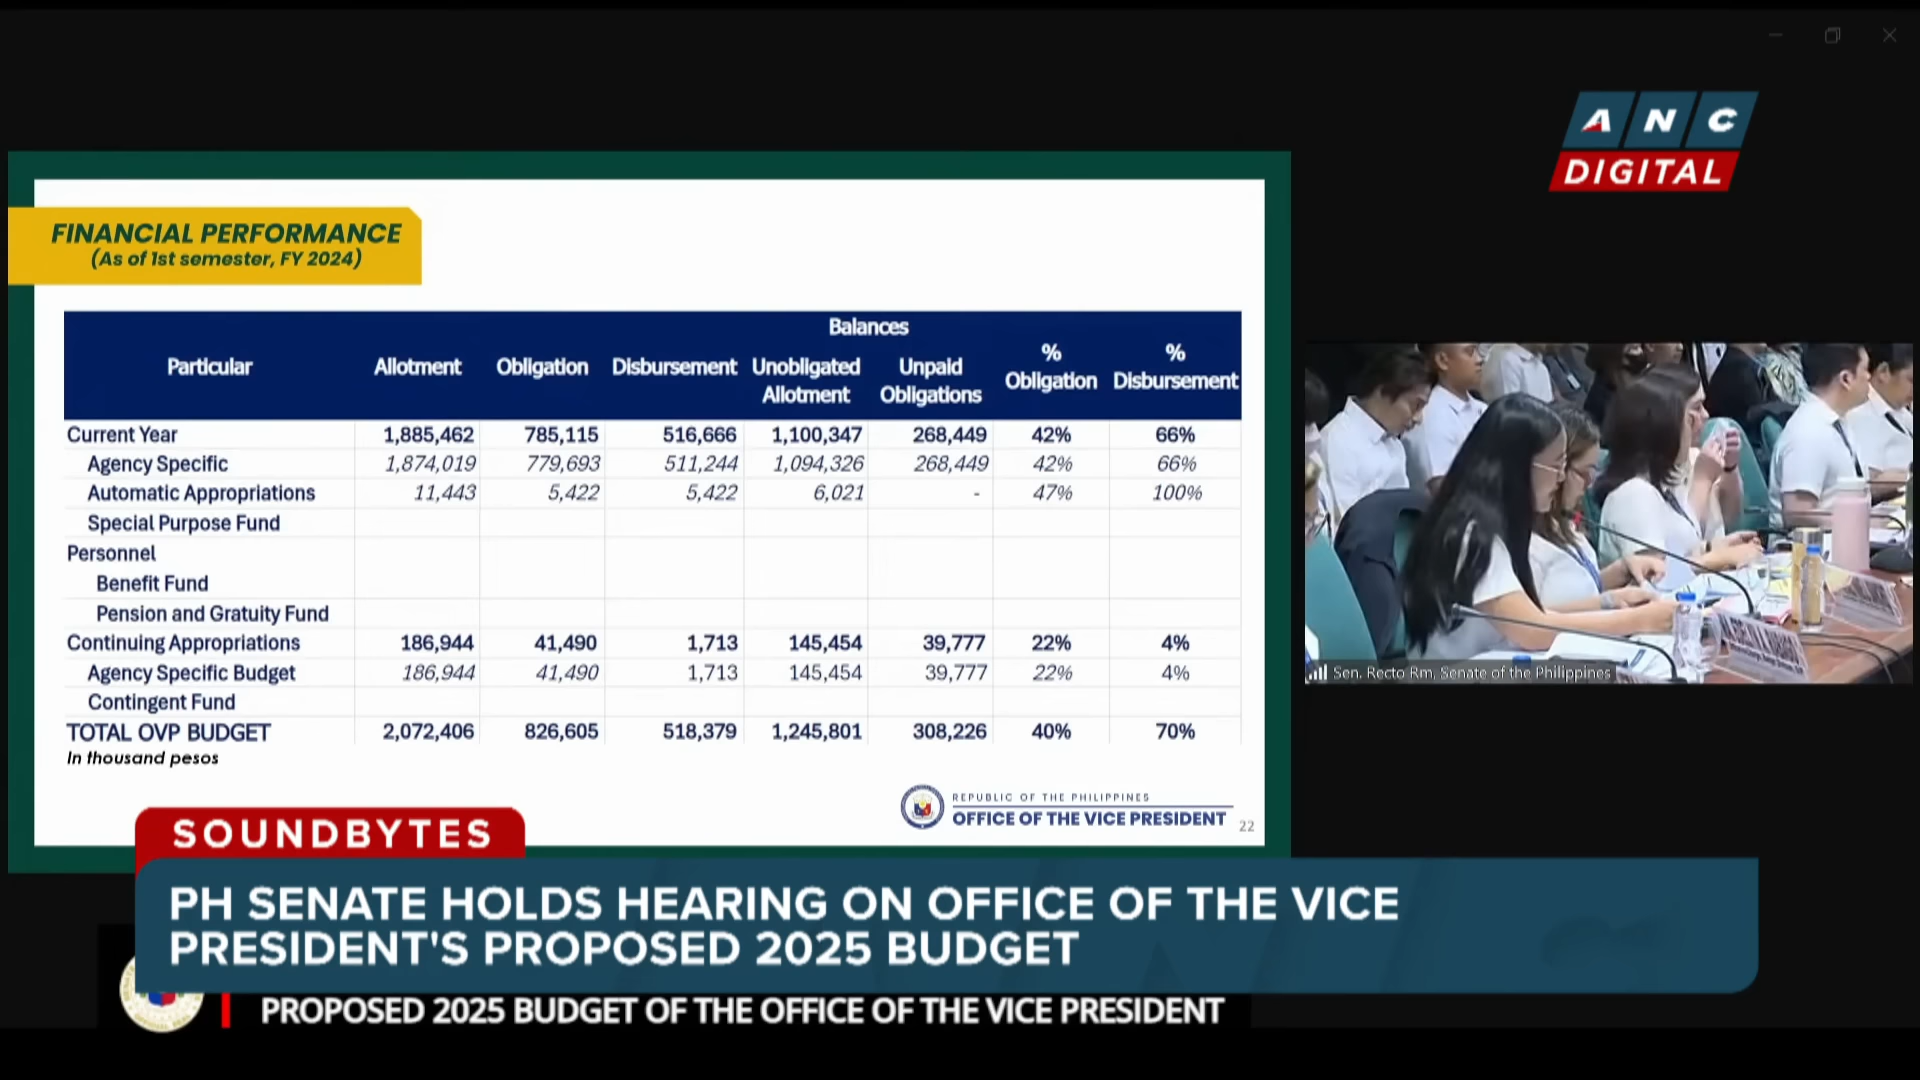 ANC
DIGITAL
FINANCIAL PERFORMANCE
(As of 1st semester, FY 2024)
Particular Allotment Obligation Disbursement Balances Unobligated Allotment Unpaid Obligations % Obligation % Disbursement
Current Year 1,885,462 785,115 516,666 1,100,347 268,449 42% 66%
Agency Specific 1,874,019 779,693 511,244 1,094,326 268,449 42% 66%
Automatic Appropriations 11,443 5,422 5,422 6,021 - 47% 100%
Special Purpose Fund
Personnel
Benefit Fund
Pension and Gratuity Fund
Continuing Appropriations 186,944 41,490 1,713 145,454 39,777 22% 4%
Agency Specific Budget 186,944 41,490 1,713 145,454 39,777 22% 4%
Contingent Fund
TOTAL OVP BUDGET 2,072,406 826,605 518,379 1,245,801 308,226 40% 70%
In thousand pesos
REPUBLIC OF THE PHILIPPINES
OFFICE OF THE VICE PRESIDENT
22
Sen. Recto Rm, Senate of the Philippines
SOUNDBYTES
PH SENATE HOLDS HEARING ON OFFICE OF THE VICE
PRESIDENT'S PROPOSED 2025 BUDGET
PROPOSED 2025 BUDGET OF THE OFFICE OF THE VICE PRESIDENT